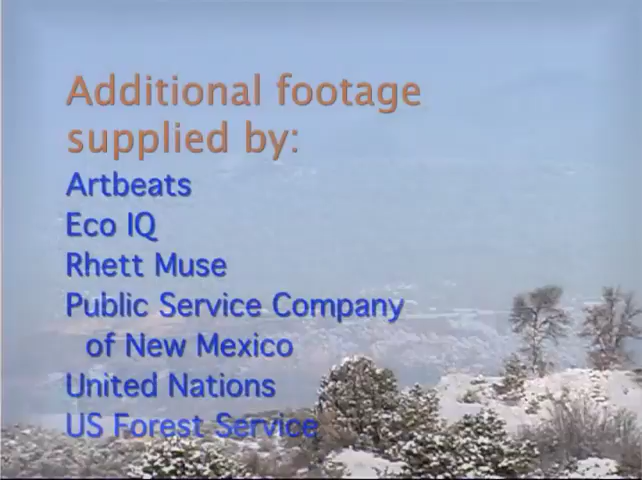 Additional footage
supplied by:
Artbeats
Eco IQ
Rhett Muse
Public Service Company
of New Mexico
United Nations
US Forest Service